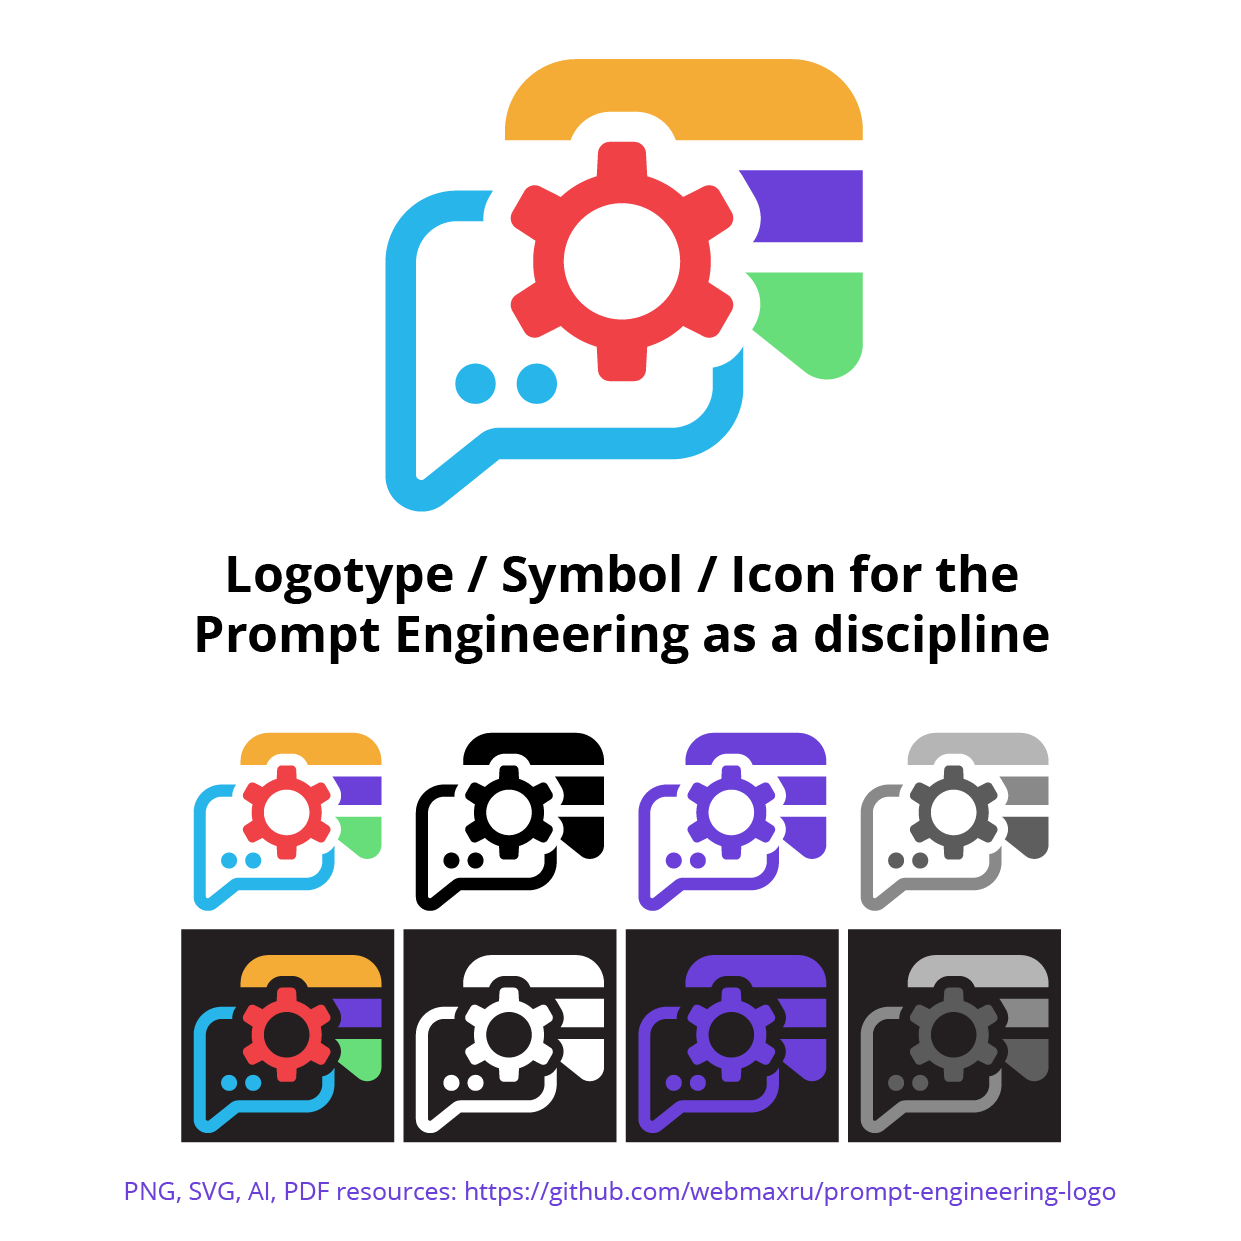 Logotype / Symbol / Icon for the
Prompt Engineering as a discipline
PNG, SVG, AI, PDF resources: https://github.com/webmaxru/prompt-engineering-logo